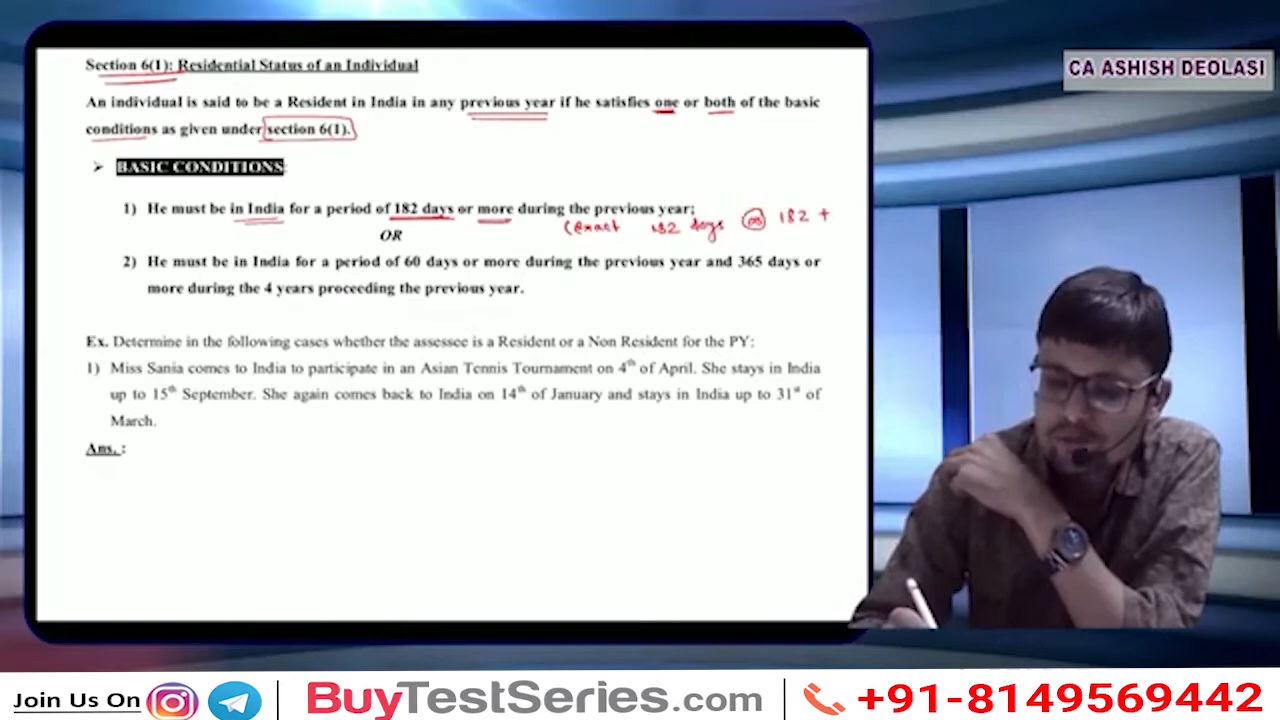 CA ASHISH DEOLASI
Section 6(1): Residential Status of an Individual
An individual is said to be a Resident in India in any previous year if he satisfies one or both of the basic
conditions as given under section 6(1).
➢ BASIC CONDITIONS:
1) He must be in India for a period of 182 days or more during the previous year;
(exact 182 days or 182 +
OR
2) He must be in India for a period of 60 days or more during the previous year and 365 days or
more during the 4 years proceeding the previous year.
Ex. Determine in the following cases whether the assessee is a Resident or a Non Resident for the PY:
1) Miss Sania comes to India to participate in an Asian Tennis Tournament on 4th of April. She stays in India
up to 15th September. She again comes back to India on 14th of January and stays in India up to 31st of
March.
Ans. :
Join Us On BuyTestSeries.com +91-8149569442